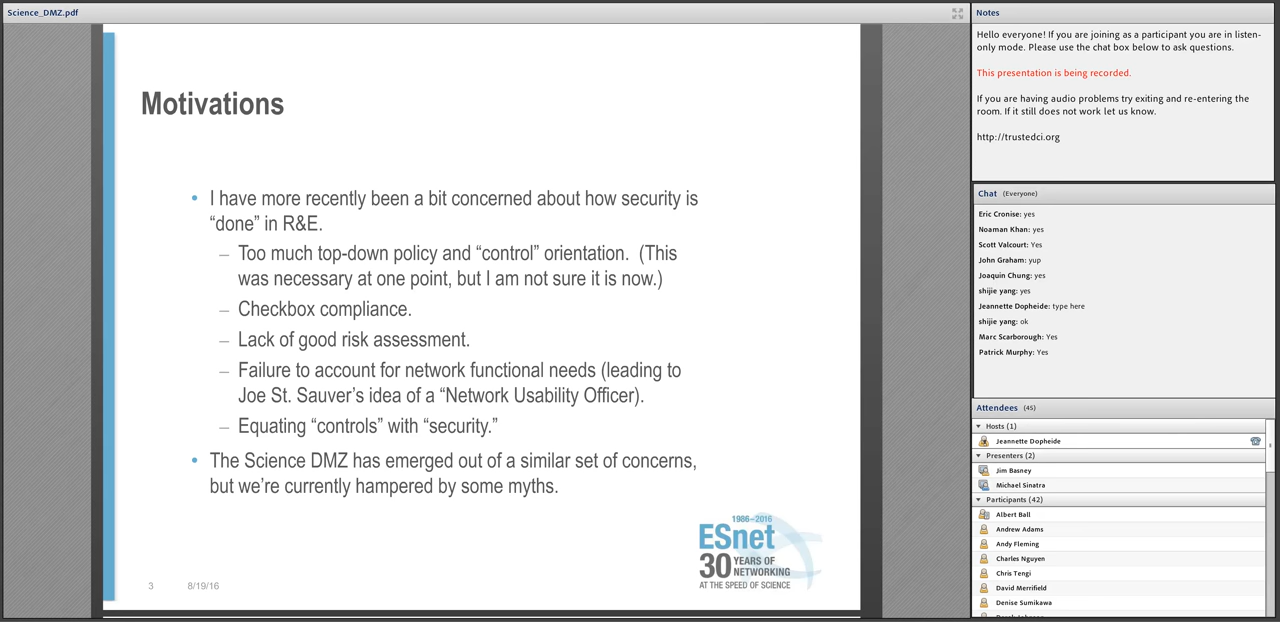 Science_DMZ.pdf
Motivations
• I have more recently been a bit concerned about how security is
“done” in R&E.
– Too much top-down policy and “control” orientation. (This
was necessary at one point, but I am not sure it is now.)
– Checkbox compliance.
– Lack of good risk assessment.
– Failure to account for network functional needs (leading to
Joe St. Sauver’s idea of a “Network Usability Officer).
– Equating “controls” with “security.”
• The Science DMZ has emerged out of a similar set of concerns,
but we’re currently hampered by some myths.
1986–2016
ESnet
30 YEARS OF
NETWORKING
AT THE SPEED OF SCIENCE
3 8/19/16
Notes
Hello everyone! If you are joining as a participant you are in listen-
only mode. Please use the chat box below to ask questions.
This presentation is being recorded.
If you are having audio problems try exiting and re-entering the
room. If it still does not work let us know.
http://trustedci.org
Chat (Everyone)
Eric Cronise: yes
Noaman Khan: yes
Scott Valcourt: Yes
John Graham: yup
Joaquin Chung: yes
shijie yang: yes
Jeannette Dopheide: type here
shijie yang: ok
Marc Scarborough: Yes
Patrick Murphy: Yes
Attendees (45)
Hosts (1)
Jeannette Dopheide
Presenters (2)
Jim Basney
Michael Sinatra
Participants (42)
Albert Ball
Andrew Adams
Andy Fleming
Charles Nguyen
Chris Tengi
David Merrifield
Denise Sumikawa